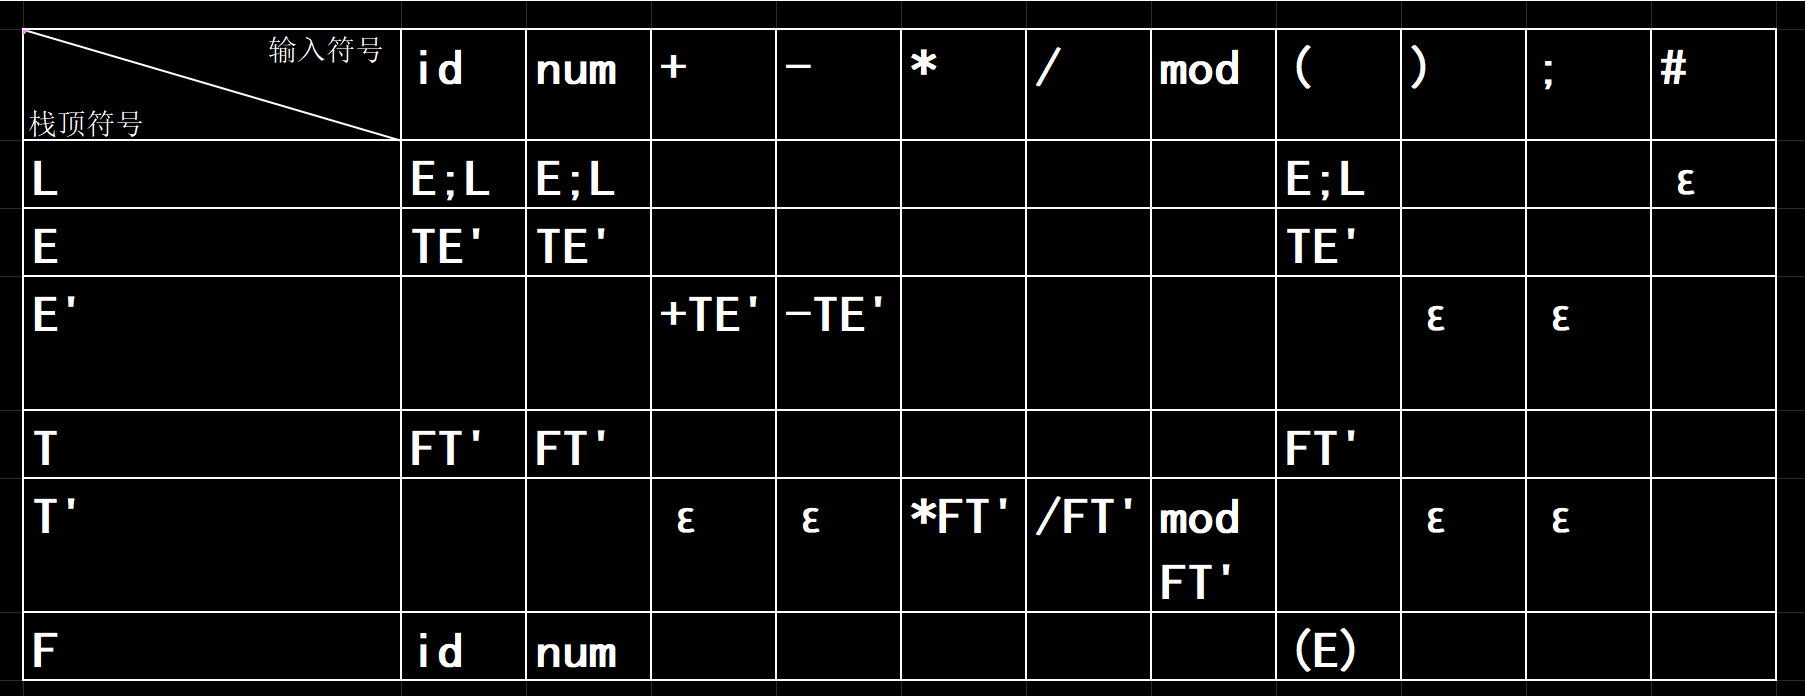 输入符号
栈顶符号
id num + - * / mod ( ) ; #
L E;L E;L E;L ε
E TE' TE' TE'
E' +TE' -TE' ε ε
T FT' FT' FT'
T' ε ε *FT' /FT' mod ε ε
FT'
F id num (E)